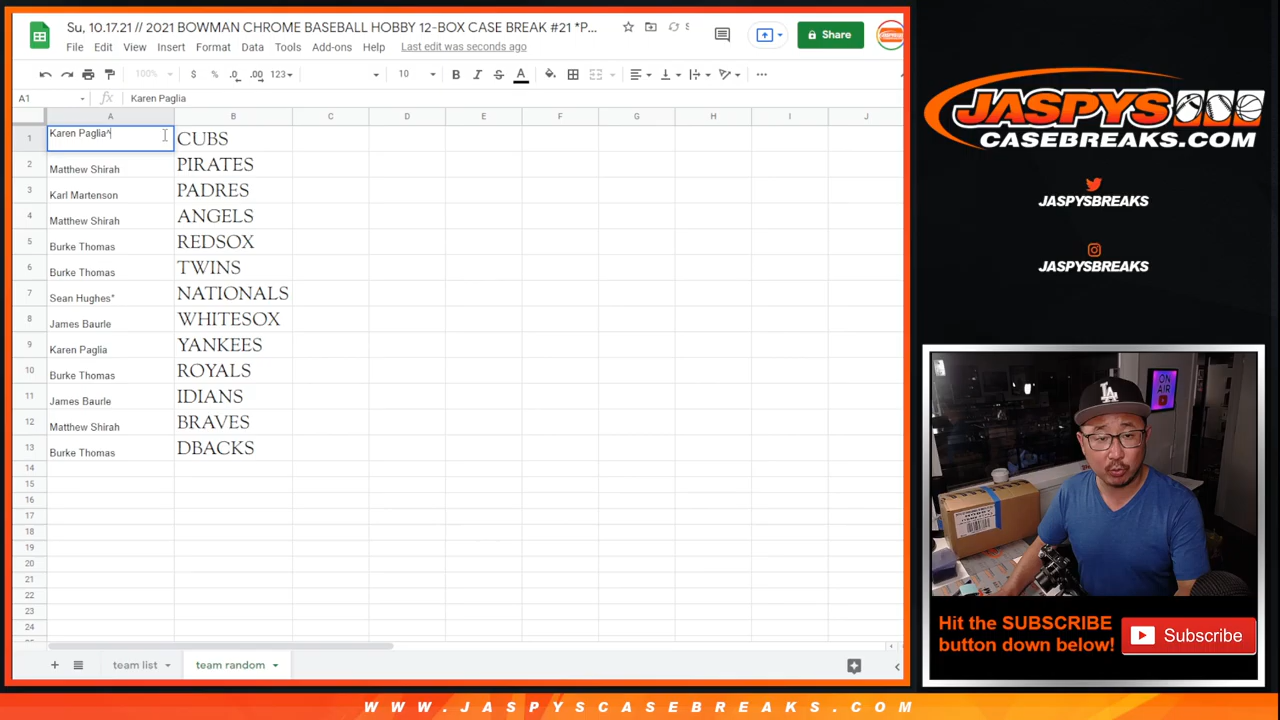 Su, 10.17.21 // 2021 BOWMAN CHROME BASEBALL HOBBY 12-BOX CASE BREAK #21 *P...
File Edit View Insert Format Data Tools Add-ons Help Last edit was seconds ago
Share
100% $ % .0 .00 123 10 B I S A
A1 fx Karen Paglia
A B C D E F G H I J
1 Karen Paglia^ CUBS
2 Matthew Shirah PIRATES
3 Karl Martenson PADRES
4 Matthew Shirah ANGELS
5 Burke Thomas REDSOX
6 Burke Thomas TWINS
7 Sean Hughes* NATIONALS
8 James Baurle WHITESOX
9 Karen Paglia YANKEES
10 Burke Thomas ROYALS
11 James Baurle IDIANS
12 Matthew Shirah BRAVES
13 Burke Thomas DBACKS
14
15
16
17
18
19
20
21
22
23
24
team list team random
JASPYS
CASEBREAKS.COM
JASPYSBREAKS
JASPYSBREAKS
ON
AIR
LA
Hit the SUBSCRIBE
button down below!
Subscribe
WWW.JASPYSCASEBREAKS.COM